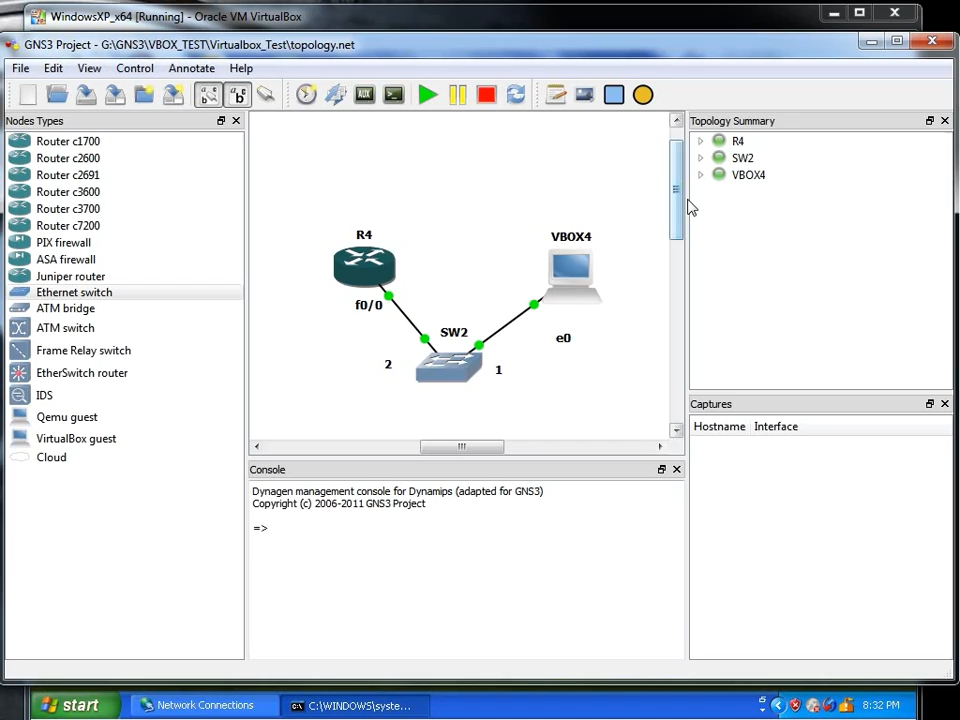 WindowsXP_x64 [Running] - Oracle VM VirtualBox
GNS3 Project - G:\GNS3\VBOX_TEST\Virtualbox_Test\topology.net
File Edit View Control Annotate Help
AUX
Nodes Types
Router c1700
Router c2600
Router c2691
Router c3600
Router c3700
Router c7200
PIX firewall
ASA firewall
Juniper router
Ethernet switch
ATM bridge
ATM switch
Frame Relay switch
EtherSwitch router
IDS
Qemu guest
VirtualBox guest
Cloud
R4
VBOX4
f0/0
SW2
e0
2
1
Console
Dynagen management console for Dynamips (adapted for GNS3)
Copyright (c) 2006-2011 GNS3 Project
=>
Topology Summary
R4
SW2
VBOX4
Captures
Hostname Interface
start
Network Connections
C:\WINDOWS\syste...
8:32 PM